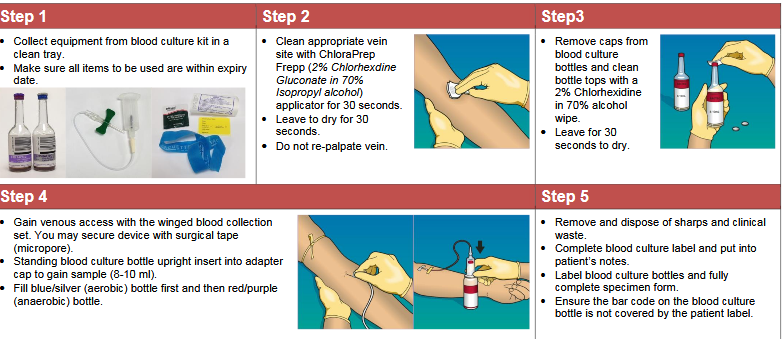 Step 1
• Collect equipment from blood culture kit in a
clean tray.
• Make sure all items to be used are within expiry
date.
Step 2
• Clean appropriate vein
site with ChloraPrep
Frepp (2% Chlorhexdine
Gluconate in 70%
Isopropyl alcohol)
applicator for 30 seconds.
• Leave to dry for 30
seconds.
• Do not re-palpate vein.
Step3
• Remove caps from
blood culture
bottles and clean
bottle tops with a
2% Chlorhexidine
in 70% alcohol
wipe.
• Leave for 30
seconds to dry.
Step 4
• Gain venous access with the winged blood collection
set. You may secure device with surgical tape
(micropore).
• Standing blood culture bottle upright insert into adapter
cap to gain sample (8-10 ml).
• Fill blue/silver (aerobic) bottle first and then red/purple
(anaerobic) bottle.
Step 5
• Remove and dispose of sharps and clinical
waste.
• Complete blood culture label and put into
patient's notes.
• Label blood culture bottles and fully
complete specimen form.
• Ensure the bar code on the blood culture
bottle is not covered by the patient label.